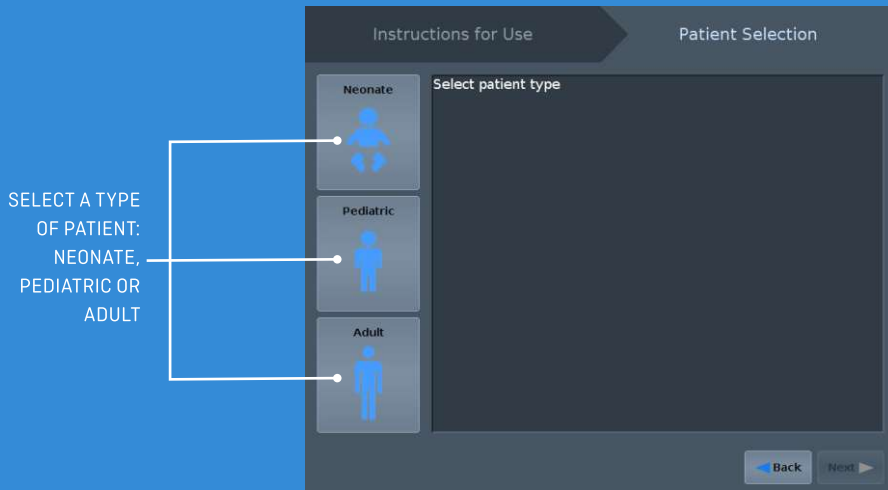 Instructions for Use
Patient Selection
Neonate
Select patient type
Pediatric
Adult
SELECT A TYPE
OF PATIENT:
NEONATE,
PEDIATRIC OR
ADULT
Back
Next